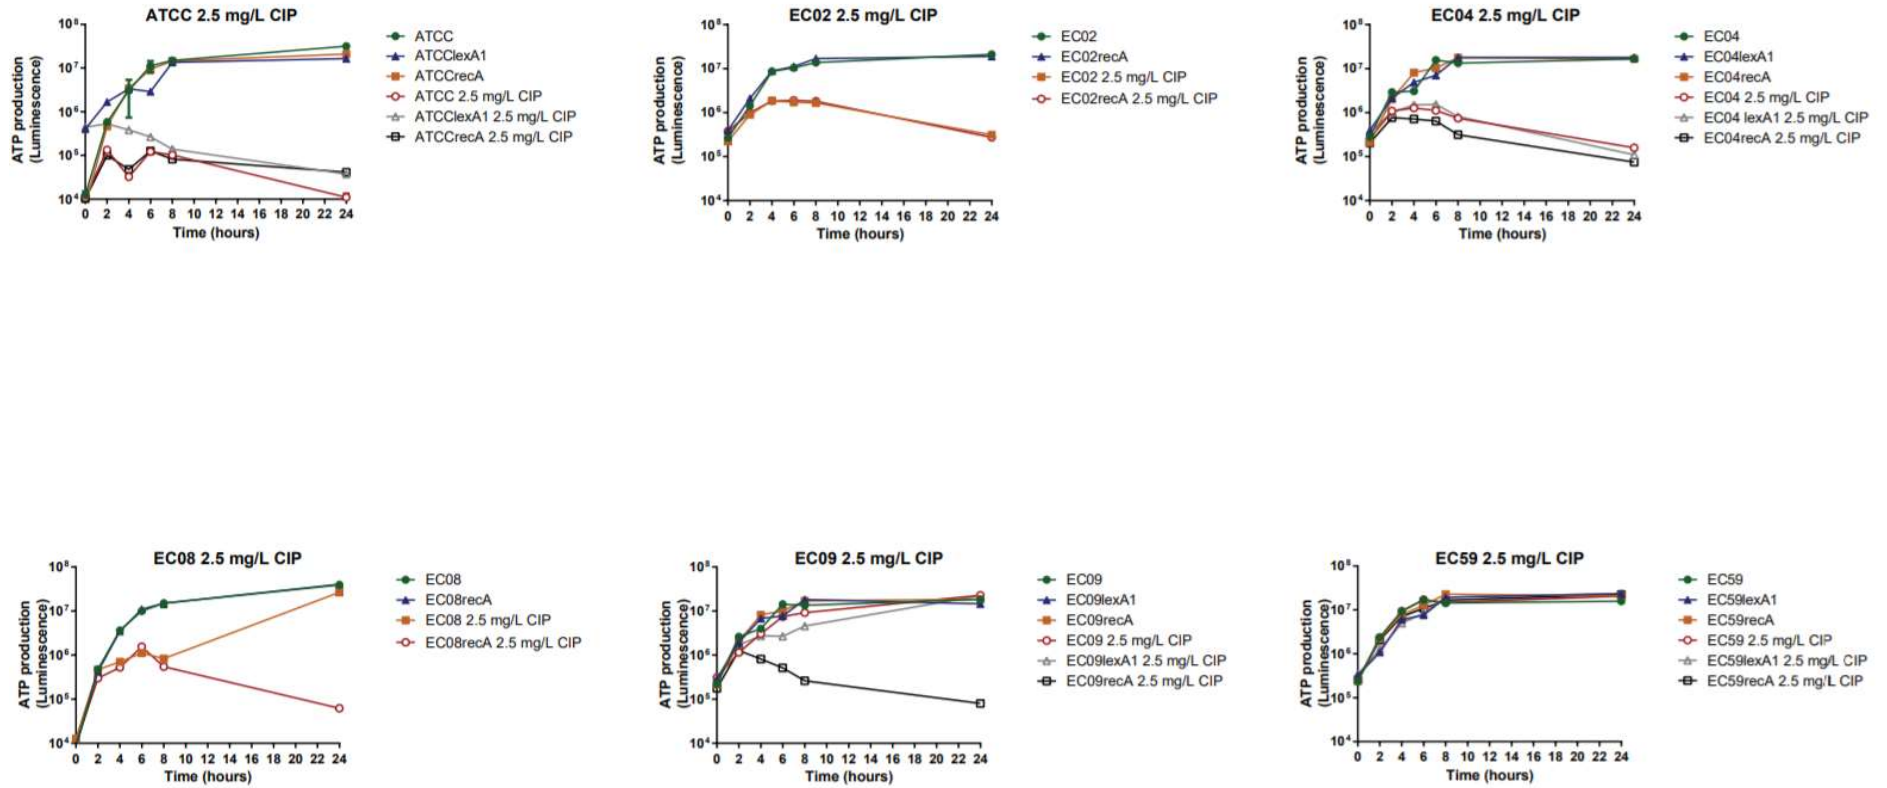 ATCC 2.5 mg/L CIP
ATP production
(Luminescence)
10⁸
10⁷
10⁶
10⁵
10⁴
0 2 4 6 8 10 12 14 16 18 20 22 24
Time (hours)
ATCC
ATCClexA1
ATCCrecA
ATCC 2.5 mg/L CIP
ATCClexA1 2.5 mg/L CIP
ATCCrecA 2.5 mg/L CIP
EC02 2.5 mg/L CIP
ATP production
(Luminescence)
10⁸
10⁷
10⁶
10⁵
10⁴
0 2 4 6 8 10 12 14 16 18 20 22 24
Time (hours)
EC02
EC02recA
EC02 2.5 mg/L CIP
EC02recA 2.5 mg/L CIP
EC04 2.5 mg/L CIP
ATP production
(Luminescence)
10⁸
10⁷
10⁶
10⁵
10⁴
0 2 4 6 8 10 12 14 16 18 20 22 24
Time (hours)
EC04
EC04lexA1
EC04recA
EC04 2.5 mg/L CIP
EC04 lexA1 2.5 mg/L CIP
EC04recA 2.5 mg/L CIP
EC08 2.5 mg/L CIP
ATP production
(Luminescence)
10⁸
10⁷
10⁶
10⁵
10⁴
0 2 4 6 8 10 12 14 16 18 20 22 24
Time (hours)
EC08
EC08recA
EC08 2.5 mg/L CIP
EC08recA 2.5 mg/L CIP
EC09 2.5 mg/L CIP
ATP production
(Luminescence)
10⁸
10⁷
10⁶
10⁵
10⁴
0 2 4 6 8 10 12 14 16 18 20 22 24
Time (hours)
EC09
EC09lexA1
EC09recA
EC09 2.5 mg/L CIP
EC09lexA1 2.5 mg/L CIP
EC09recA 2.5 mg/L CIP
EC59 2.5 mg/L CIP
ATP production
(Luminescence)
10⁸
10⁷
10⁶
10⁵
10⁴
0 2 4 6 8 10 12 14 16 18 20 22 24
Time (hours)
EC59
EC59lexA1
EC59recA
EC59 2.5 mg/L CIP
EC59lexA1 2.5 mg/L CIP
EC59recA 2.5 mg/L CIP